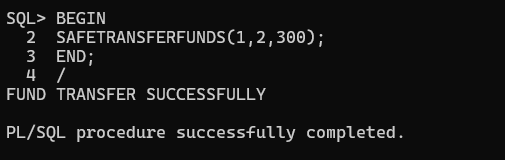 SQL> BEGIN
  2  SAFETRANSFERFUNDS(1,2,300);
  3  END;
  4  /
FUND TRANSFER SUCCESSFULLY
PL/SQL procedure successfully completed.